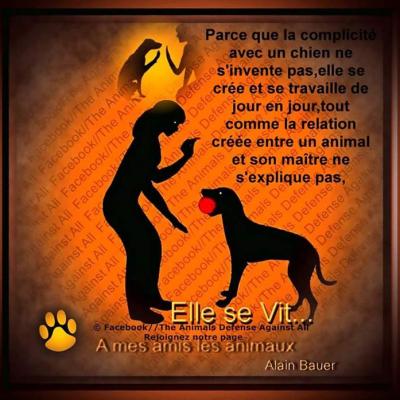 Parce que la complicité
avec un chien ne
s'invente pas,elle se
crée et se travaille de
jour en jour,tout
comme la relation
créée entre un animal
et son maître ne
s'explique pas,
Elle se Vit...
© Facebook//The Animals Defense Against All
Rejoignez notre page
A mes amis les animaux
Alain Bauer